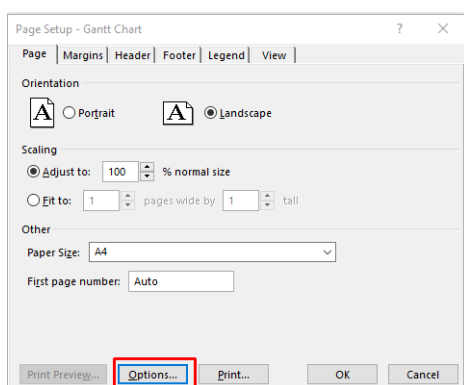 Page Setup - Gantt Chart ? ×
Page Margins Header Footer Legend View
Orientation
A Portrait A Landscape
Scaling
Adjust to: 100 % normal size
Fit to: 1 pages wide by 1 tall
Other
Paper Size: A4
First page number: Auto
Print Preview... Options... Print... OK Cancel